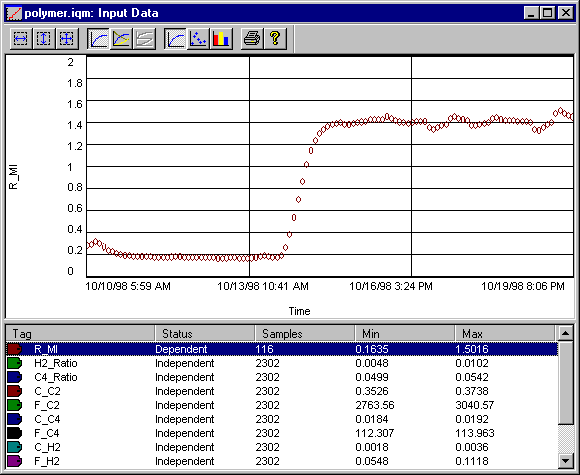 polymer.iqm: Input Data
2
1.8
1.6
1.4
1.2
1
0.8
0.6
0.4
0.2
0
R_MI
10/10/98 5:59 AM 10/13/98 10:41 AM 10/16/98 3:24 PM 10/19/98 8:06 PM
Time
Tag Status Samples Min Max
R_MI Dependent 116 0.1635 1.5016
H2_Ratio Independent 2302 0.0048 0.0102
C4_Ratio Independent 2302 0.0499 0.0542
C_C2 Independent 2302 0.3526 0.3738
F_C2 Independent 2302 2763.56 3040.57
C_C4 Independent 2302 0.0184 0.0192
F_C4 Independent 2302 112.307 113.963
C_H2 Independent 2302 0.0018 0.0036
F_H2 Independent 2302 0.0548 0.1118